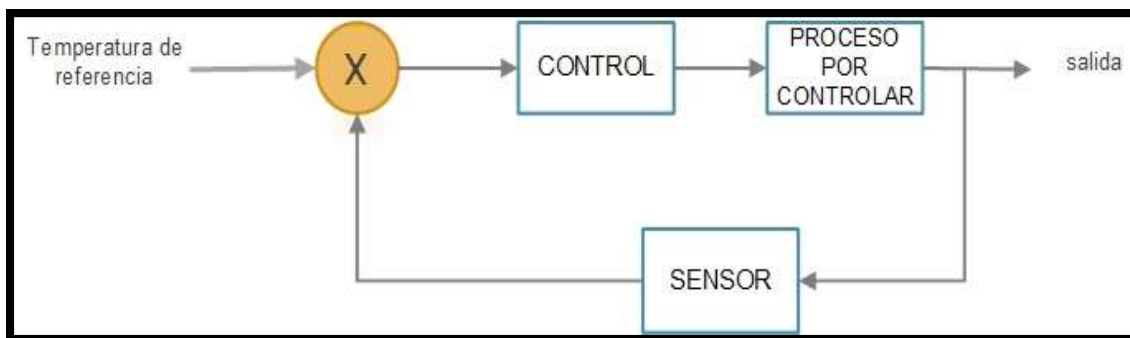 Temperatura de
referencia
X
CONTROL
PROCESO
POR
CONTROLAR
salida
SENSOR